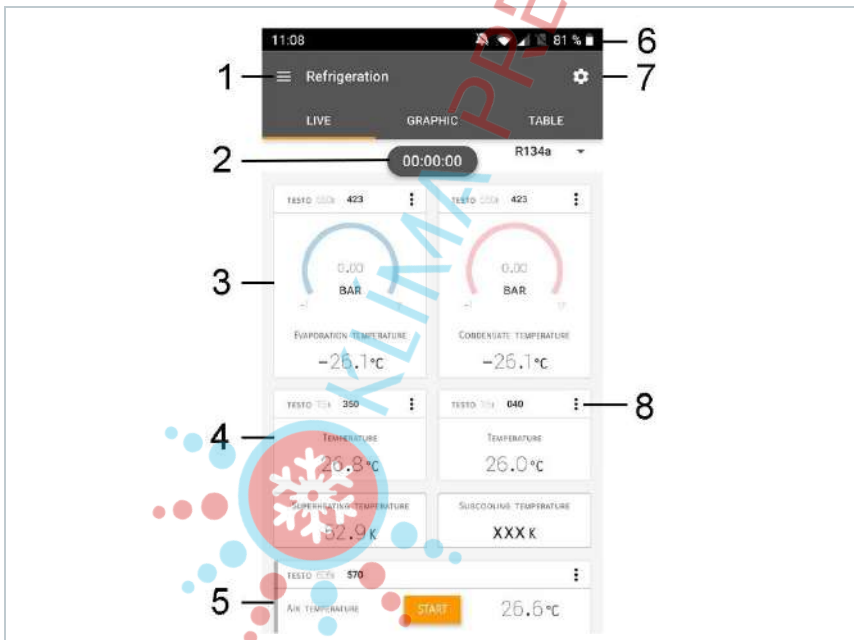 11:08 81 % 6
1 Refrigeration 7
LIVE GRAPHIC TABLE
2 00:00:00 R134a
TESTO 423 TESTO 423
3 0.00 0.00
BAR BAR
EVAPORATION TEMPERATURE CONDENSATE TEMPERATURE
-26.1°C -26.1°C
TESTO 350 TESTO 040 8
4 TEMPERATURE TEMPERATURE
26.8°C 26.0°C
SUPERHEATING TEMPERATURE SUBCOOLING TEMPERATURE
52.9 K XXX K
TESTO 570
5 AIR TEMPERATURE START 26.6°C
KLIMA PRE